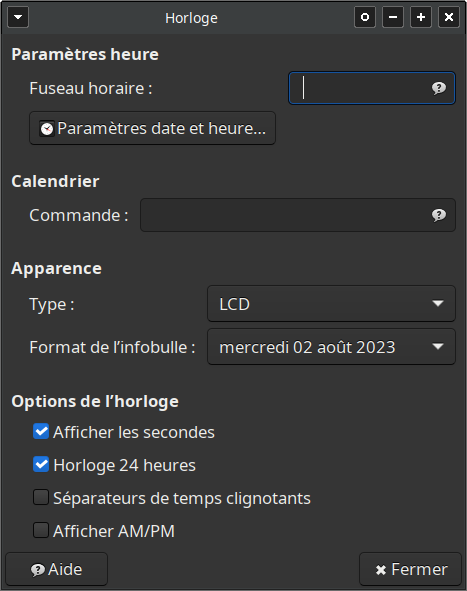 Horloge
Paramètres heure
Fuseau horaire :
Paramètres date et heure...
Calendrier
Commande :
Apparence
Type :
LCD
Format de l’infobulle :
mercredi 02 août 2023
Options de l’horloge
Afficher les secondes
Horloge 24 heures
Séparateurs de temps clignotants
Afficher AM/PM
Aide
Fermer